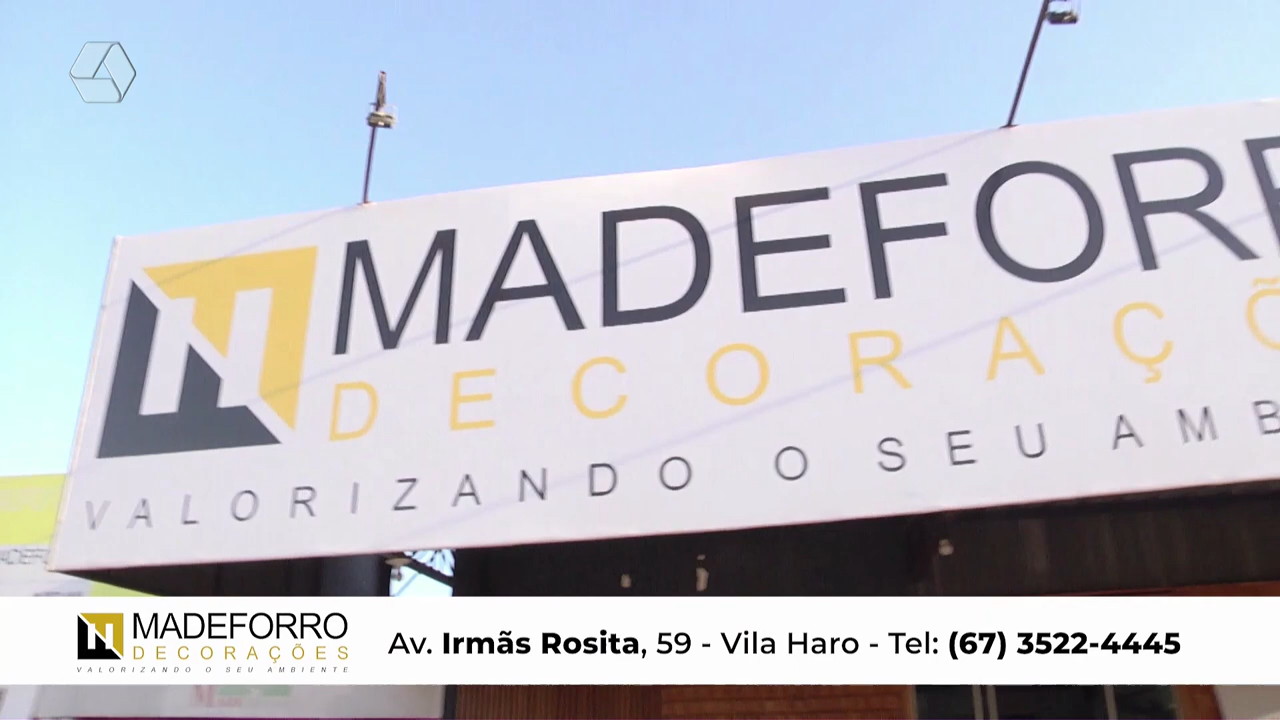 MADEFORR
DECORAÇÕ
VALORIZANDO O SEU AMB
MADEFORRO
DECORAÇÕES
VALORIZANDO O SEU AMBIENTE
Av. Irmãs Rosita, 59 - Vila Haro - Tel: (67) 3522-4445